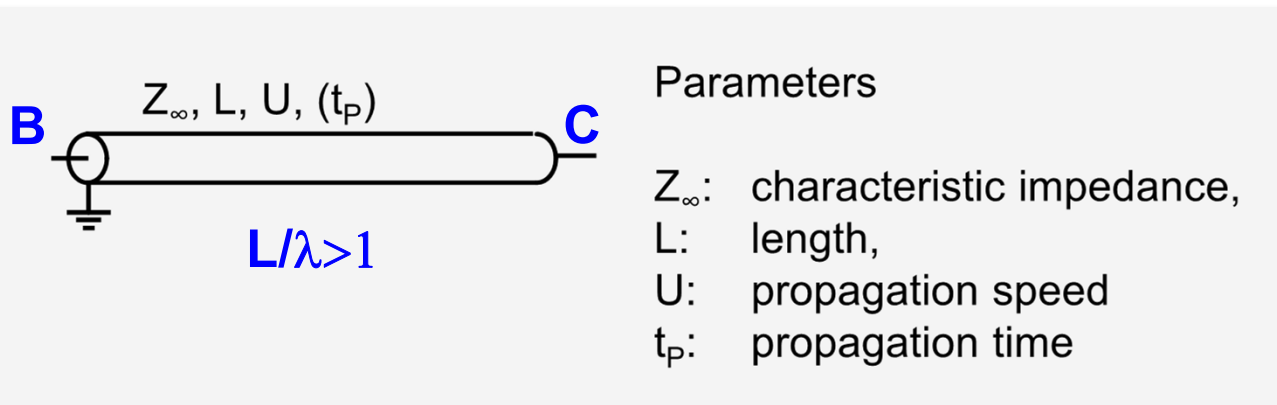 Z∞, L, U, (tP)
B
C
L/λ>1
Parameters
Z∞: characteristic impedance,
L: length,
U: propagation speed
tP: propagation time